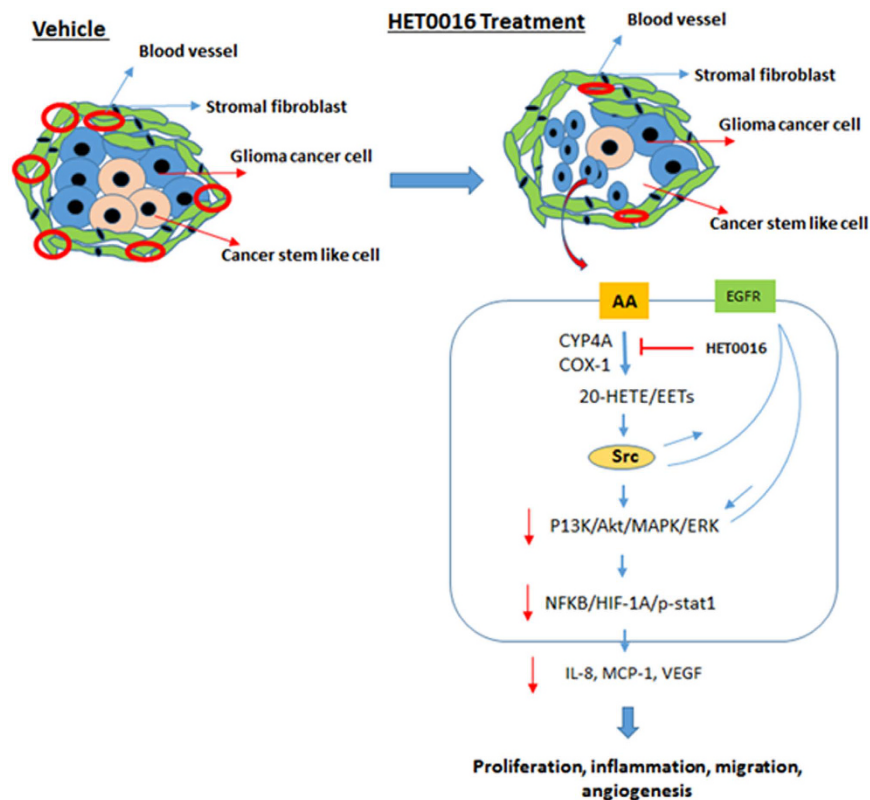 Vehicle
Blood vessel
Stromal fibroblast
Glioma cancer cell
Cancer stem like cell
HET0016 Treatment
Blood vessel
Stromal fibroblast
Glioma cancer cell
Cancer stem like cell
AA
EGFR
CYP4A
COX-1
HET0016
20-HETE/EETs
Src
P13K/Akt/MAPK/ERK
NFKB/HIF-1A/p-stat1
IL-8, MCP-1, VEGF
Proliferation, inflammation, migration,
angiogenesis